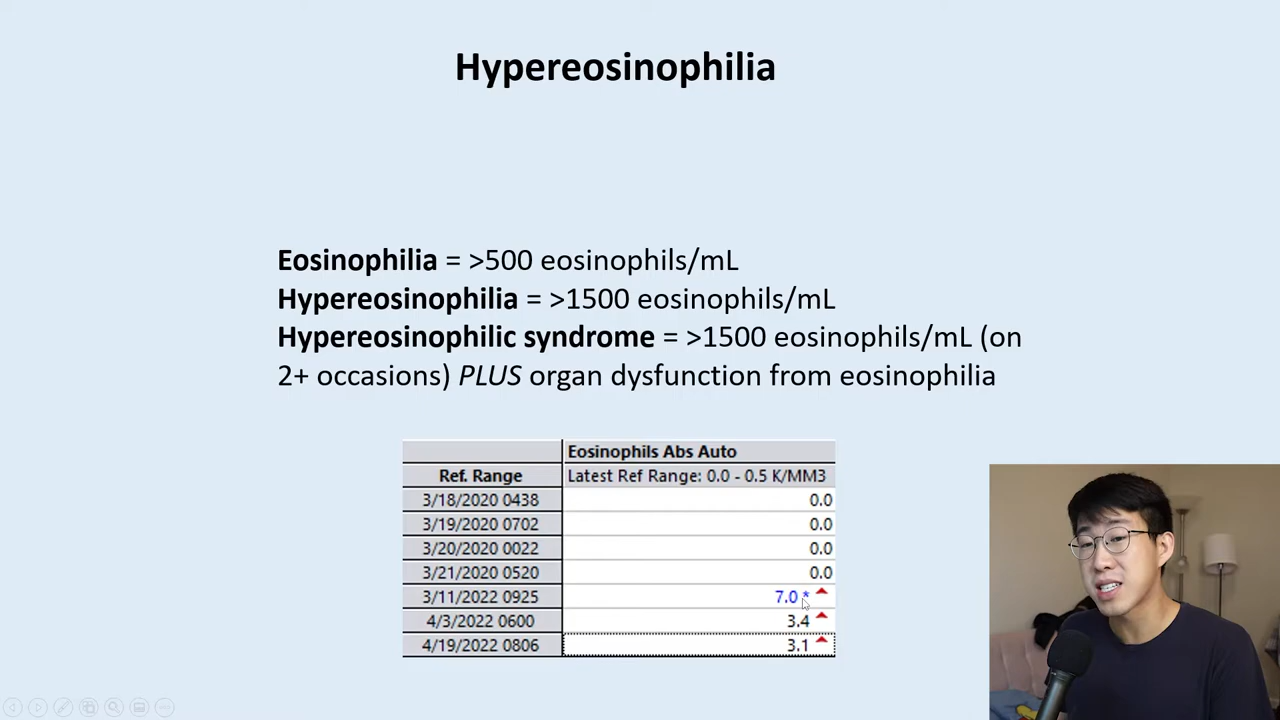 Hypereosinophilia
Eosinophilia = >500 eosinophils/mL
Hypereosinophilia = >1500 eosinophils/mL
Hypereosinophilic syndrome = >1500 eosinophils/mL (on
2+ occasions) PLUS organ dysfunction from eosinophilia
Eosinophils Abs Auto
Ref. Range Latest Ref Range: 0.0 - 0.5 K/MM3
3/18/2020 0438 0.0
3/19/2020 0702 0.0
3/20/2020 0022 0.0
3/21/2020 0520 0.0
3/11/2022 0925 7.0 *
4/3/2022 0600 3.4
4/19/2022 0806 3.1